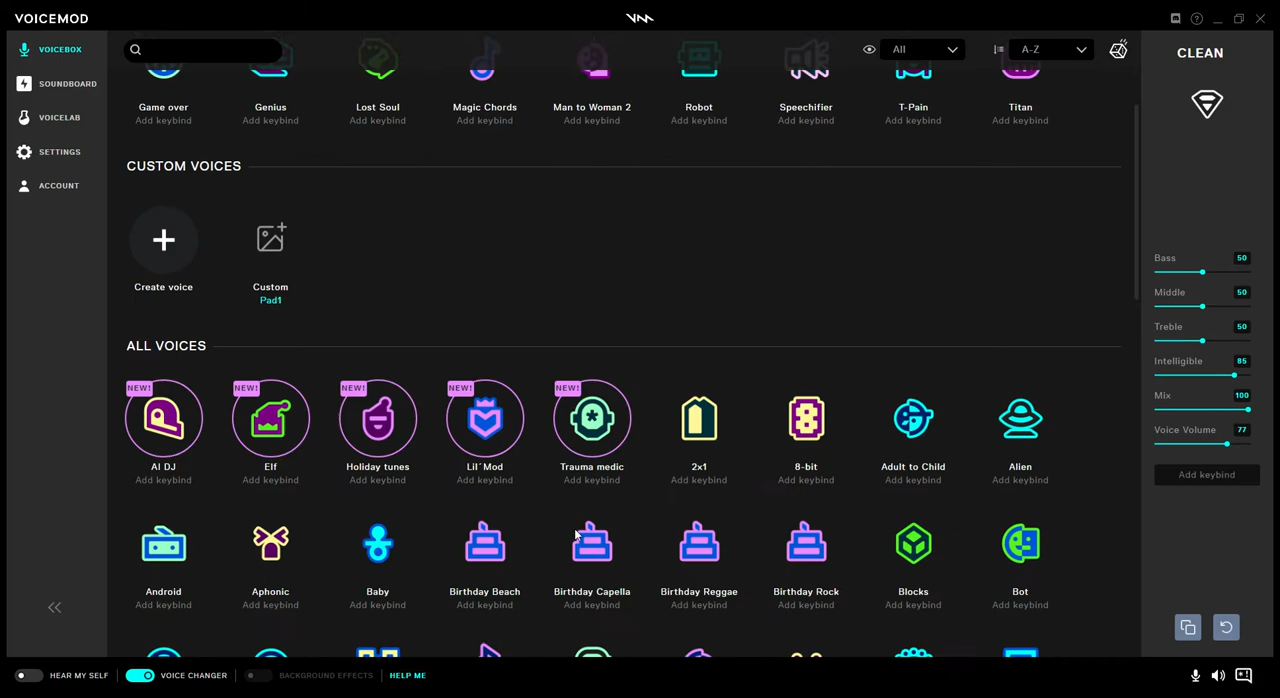 VOICEMOD
VOICEBOX
All
A-Z
CLEAN
SOUNDBOARD
VOICELAB
SETTINGS
ACCOUNT
Game over
Genius
Lost Soul
Magic Chords
Man to Woman 2
Robot
Speechifier
T-Pain
Titan
Add keybind
Add keybind
Add keybind
Add keybind
Add keybind
Add keybind
Add keybind
Add keybind
Add keybind
CUSTOM VOICES
Create voice
Custom
Pad1
ALL VOICES
NEW!
NEW!
NEW!
NEW!
NEW!
AI DJ
Elf
Holiday tunes
Lil´Mod
Trauma medic
2x1
8-bit
Adult to Child
Alien
Add keybind
Add keybind
Add keybind
Add keybind
Add keybind
Add keybind
Add keybind
Add keybind
Add keybind
Android
Aphonic
Baby
Birthday Beach
Birthday Capella
Birthday Reggae
Birthday Rock
Blocks
Bot
Add keybind
Add keybind
Add keybind
Add keybind
Add keybind
Add keybind
Add keybind
Add keybind
Add keybind
Bass 50
Middle 50
Treble 50
Intelligible 85
Mix 100
Voice Volume 77
Add keybind
HEAR MY SELF
VOICE CHANGER
BACKGROUND EFFECTS
HELP ME